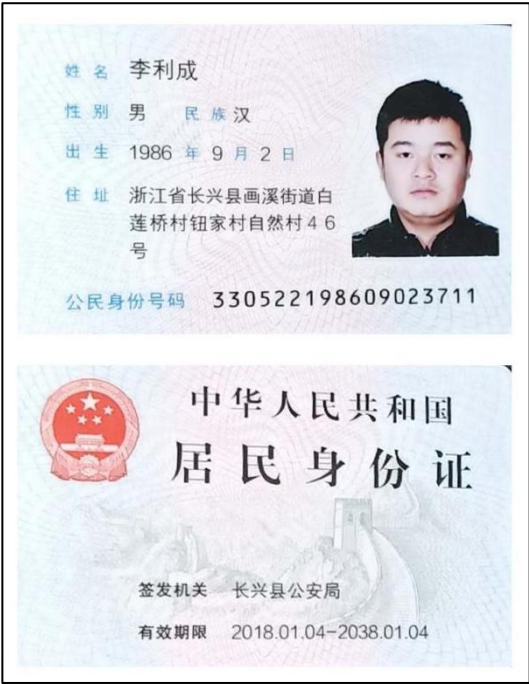 姓名 李利成
性别 男 民族 汉
出生 1986 年 9 月 2 日
住址 浙江省长兴县画溪街道白
莲桥村钮家村自然村46
号
公民身份号码 330522198609023711
中华人民共和国
居民身份证
签发机关 长兴县公安局
有效期限 2018.01.04-2038.01.04